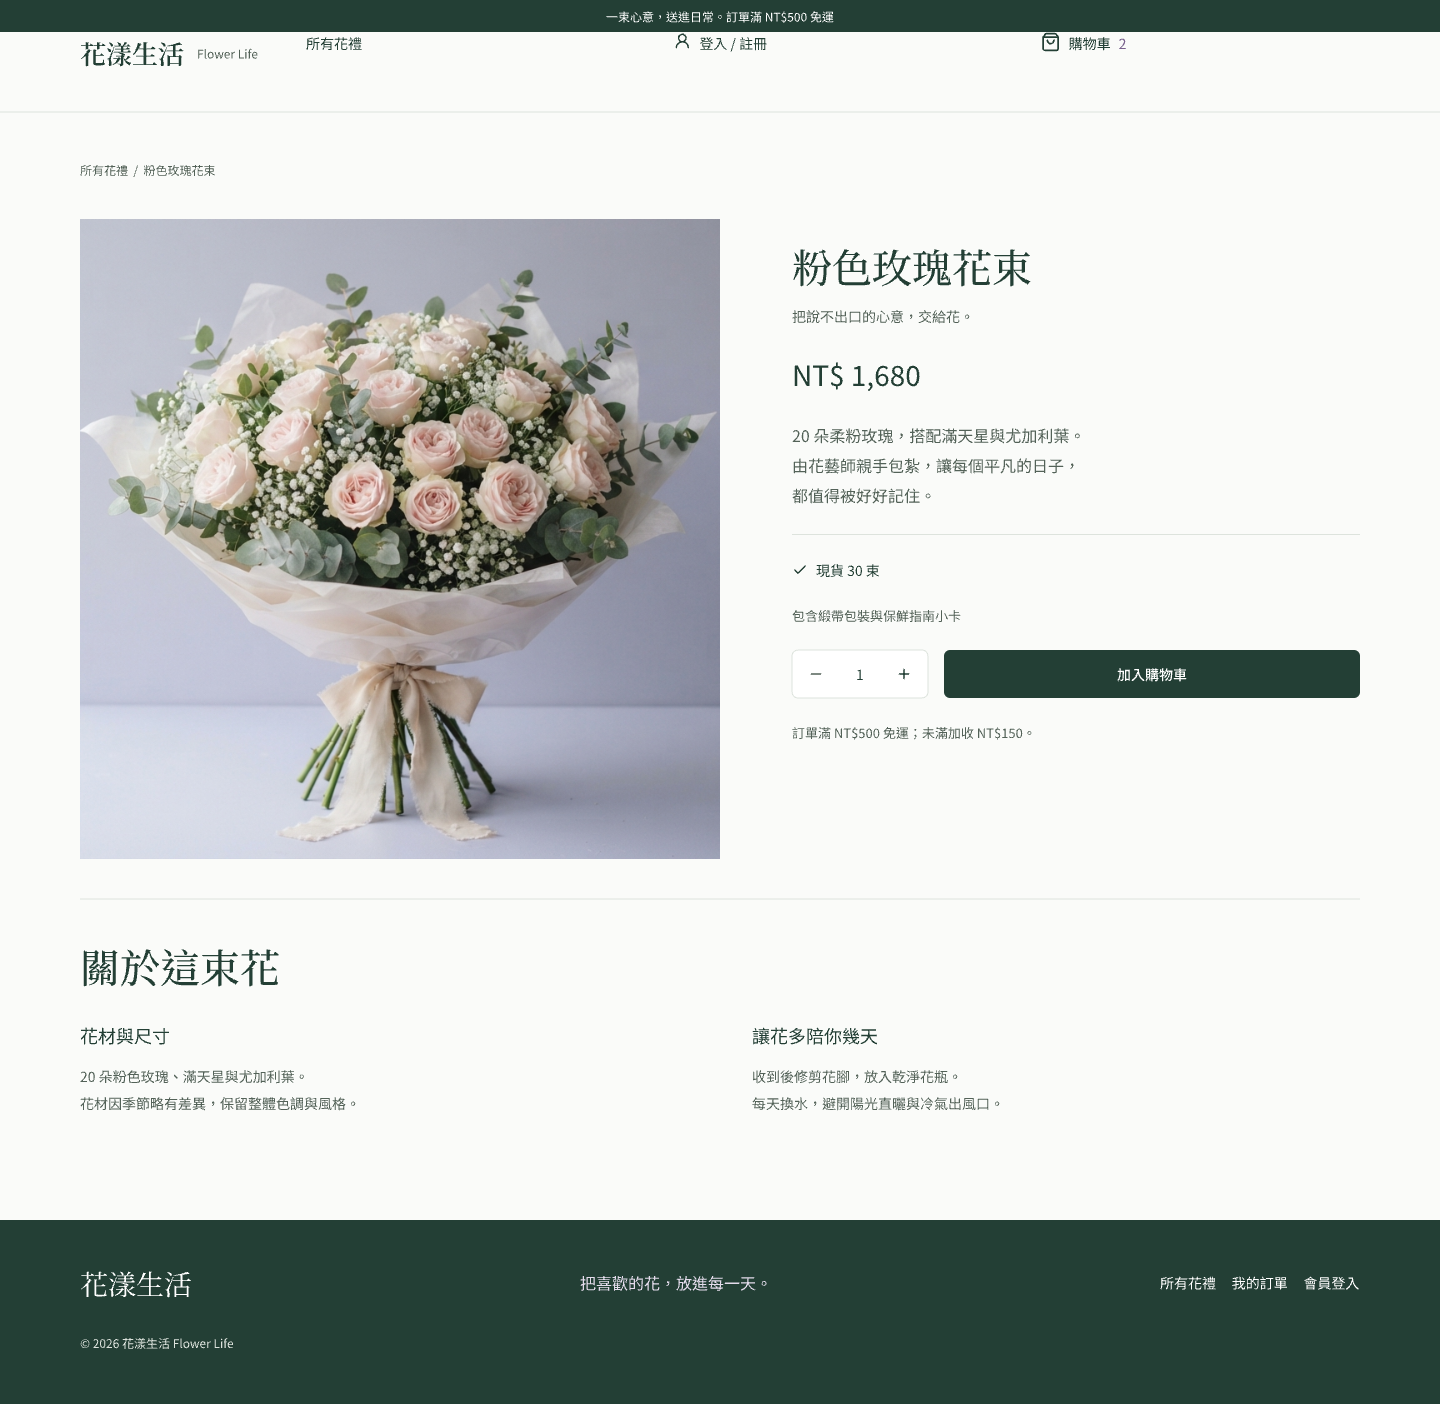 一束心意，送進日常。訂單滿 NT$500 免運
花漾生活 Flower Life 所有花禮 登入 / 註冊 購物車 2
所有花禮 / 粉色玫瑰花束
粉色玫瑰花束
把說不出口的心意，交給花。
NT$ 1,680
20 朵柔粉玫瑰，搭配滿天星與尤加利葉。
由花藝師親手包紮，讓每個平凡的日子，
都值得被好好記住。
現貨 30 束
包含緞帶包裝與保鮮指南小卡
1 加入購物車
訂單滿 NT$500 免運；未滿加收 NT$150。
關於這束花
花材與尺寸
20 朵粉色玫瑰、滿天星與尤加利葉。
花材因季節略有差異，保留整體色調與風格。
讓花多陪你幾天
收到後修剪花腳，放入乾淨花瓶。
每天換水，避開陽光直曬與冷氣出風口。
花漾生活 把喜歡的花，放進每一天。 所有花禮 我的訂單 會員登入
© 2026 花漾生活 Flower Life